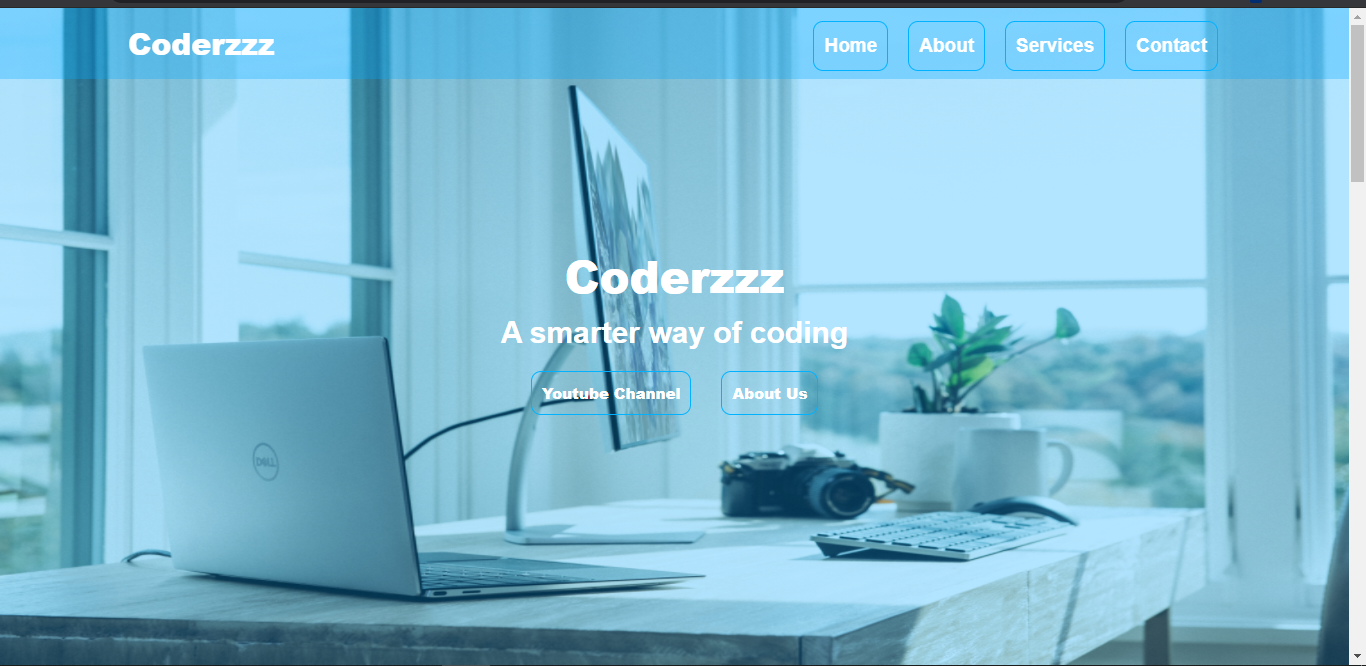 Coderzzz
Home About Services Contact
Coderzzz
A smarter way of coding
Youtube Channel About Us
DELL